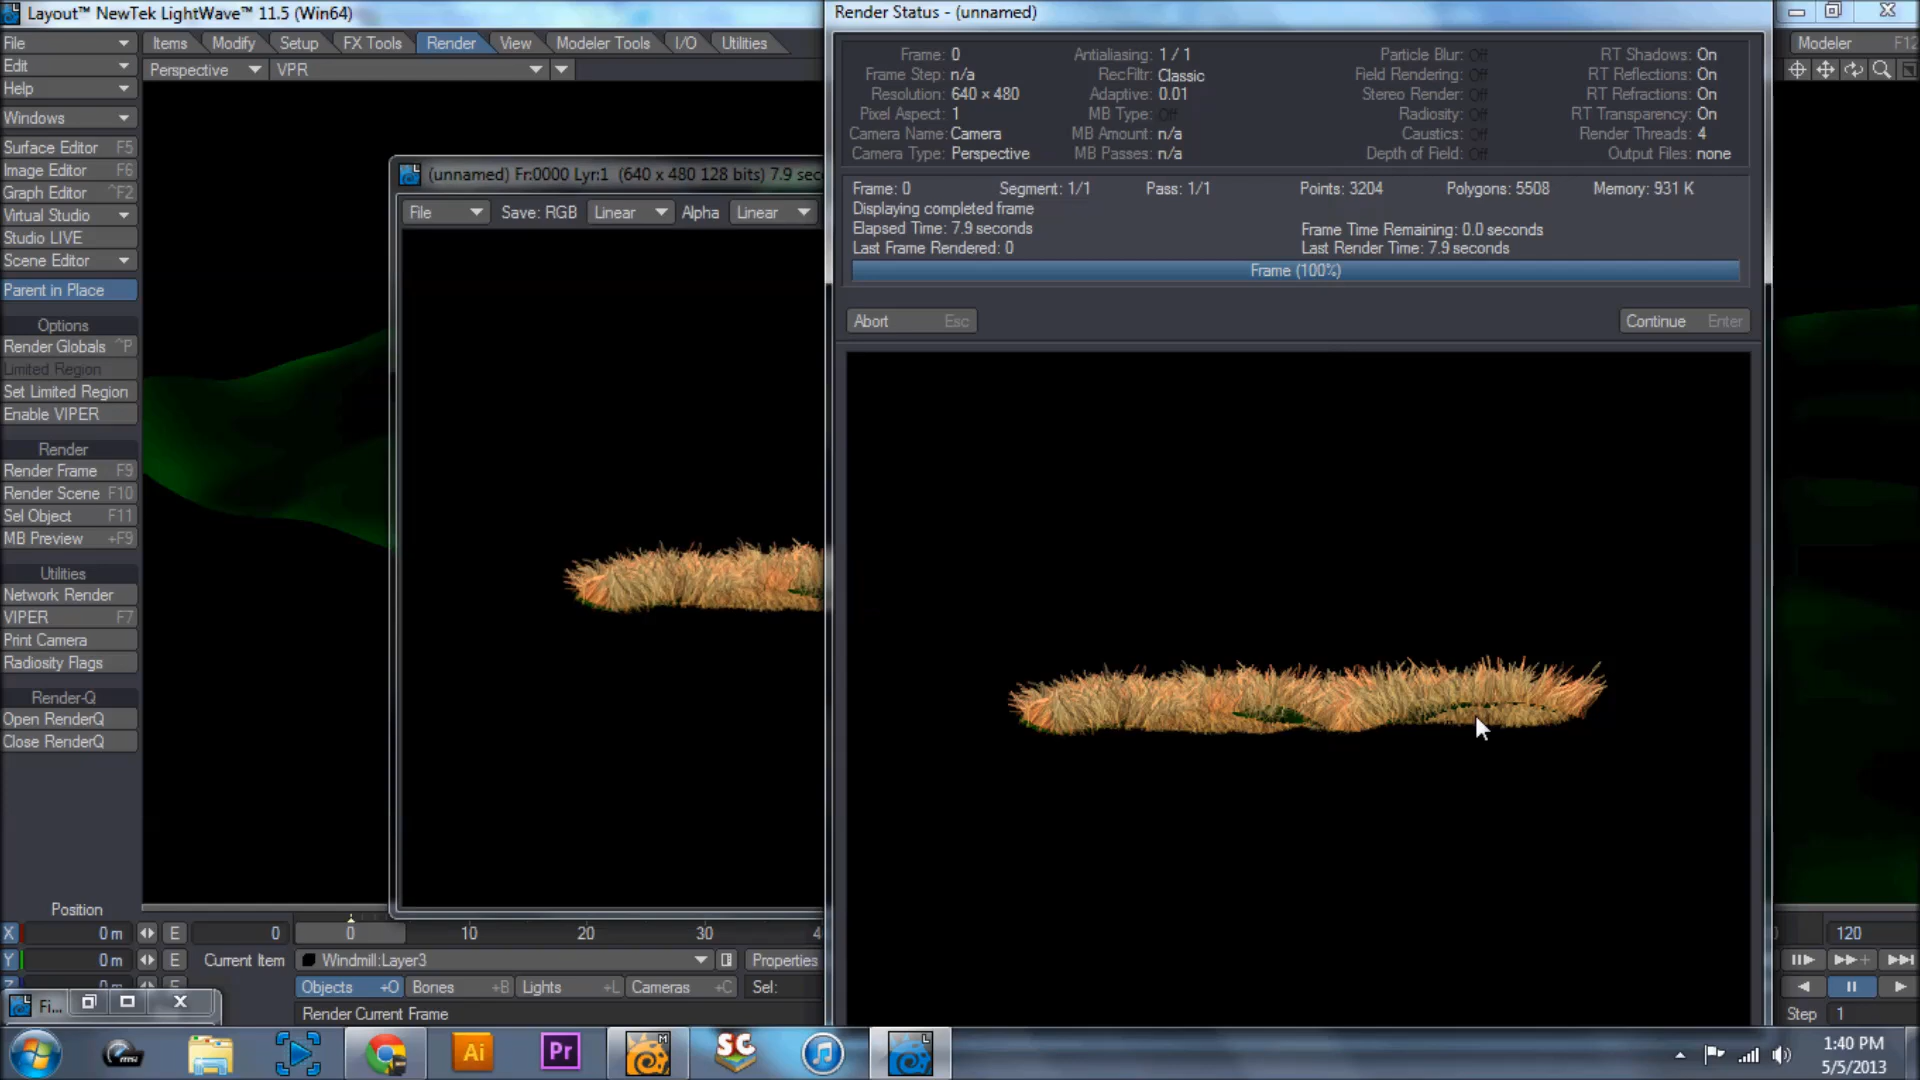 Layout™ NewTek LightWave™ 11.5 (Win64)
Render Status - (unnamed)
File
Edit
Help
Windows
Items Modify Setup FX Tools Render View Modeler Tools I/O Utilities
Modeler F12
Perspective VPR
Surface Editor F5
Image Editor F6
Graph Editor ^F2
Virtual Studio
Studio LIVE
Scene Editor
Parent in Place
Options
Render Globals ^P
Limited Region
Set Limited Region
Enable VIPER
Render
Render Frame F9
Render Scene F10
Sel Object F11
MB Preview +F9
Utilities
Network Render
VIPER F7
Print Camera
Radiosity Flags
Render-Q
Open RenderQ
Close RenderQ
(unnamed) Fr:0000 Lyr:1 (640 x 480 128 bits) 7.9 sec
File Save: RGB Linear Alpha Linear
Frame: 0 Antialiasing: 1 / 1 Particle Blur: Off RT Shadows: On
Frame Step: n/a RecFiltr: Classic Field Rendering: Off RT Reflections: On
Resolution: 640 × 480 Adaptive: 0.01 Stereo Render: Off RT Refractions: On
Pixel Aspect: 1 MB Type: Off Radiosity: Off RT Transparency: On
Camera Name: Camera MB Amount: n/a Caustics: Off Render Threads: 4
Camera Type: Perspective MB Passes: n/a Depth of Field: Off Output Files: none
Frame: 0 Segment: 1/1 Pass: 1/1 Points: 3204 Polygons: 5508 Memory: 931 K
Displaying completed frame
Elapsed Time: 7.9 seconds Frame Time Remaining: 0.0 seconds
Last Frame Rendered: 0 Last Render Time: 7.9 seconds
Frame (100%)
Abort Esc Continue Enter
Position
X 0 m E 0 0 10 20 30 4 120
Y 0 m E Current Item Windmill:Layer3 Properties
Objects +O Bones +B Lights +L Cameras +C Sel:
Fi...
Render Current Frame
Step 1
Ai
Pr
M
SC
L
1:40 PM
5/5/2013